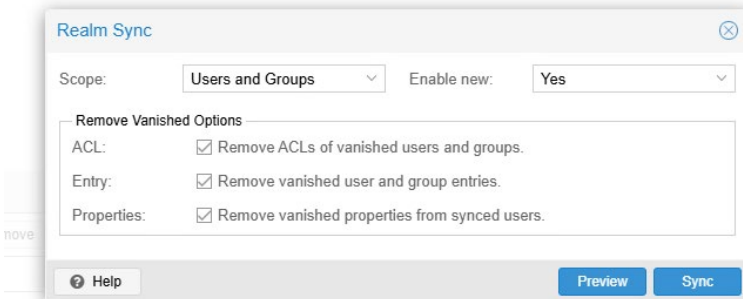 Realm Sync
Scope: Users and Groups Enable new: Yes
Remove Vanished Options
ACL: Remove ACLs of vanished users and groups.
Entry: Remove vanished user and group entries.
Properties: Remove vanished properties from synced users.
move
Help Preview Sync